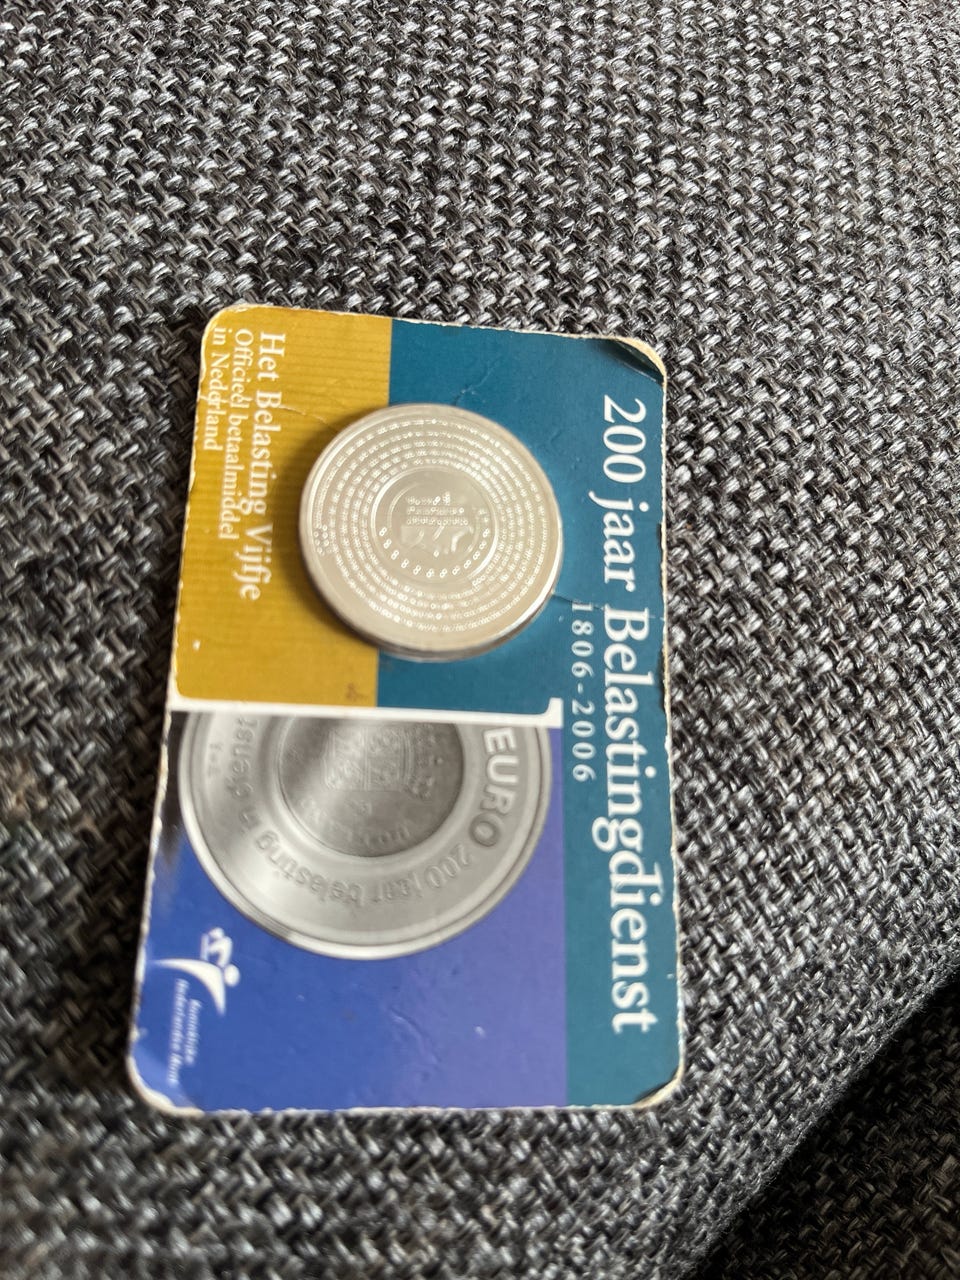 200 jaar Belastingdienst
1806-2006
Het Belasting Vijfje
Officieel betaalmiddel
in Nederland
EURO 200 jaar belasting